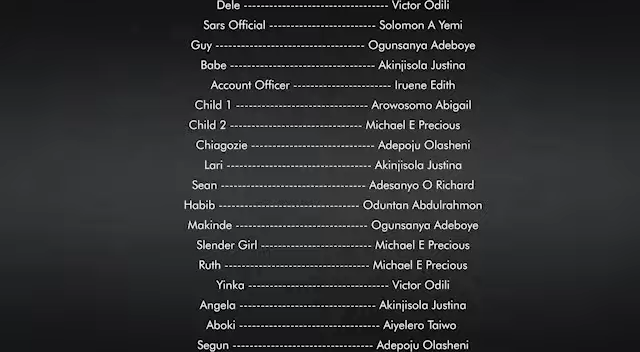 Dele --------------------------------- Victor Odili
Sars Official ------------------------- Solomon A Yemi
Guy ---------------------------------- Ogunsanya Adeboye
Babe --------------------------------- Akinjisola Justina
Account Officer ----------------------- Iruene Edith
Child 1 ------------------------------- Arowosomo Abigail
Child 2 ------------------------------- Michael E Precious
Chiagozie ----------------------------- Adepoju Olasheni
Lari ---------------------------------- Akinjisola Justina
Sean ---------------------------------- Adesanyo O Richard
Habib --------------------------------- Oduntan Abdulrahmon
Makinde ------------------------------- Ogunsanya Adeboye
Slender Girl -------------------------- Michael E Precious
Ruth ---------------------------------- Michael E Precious
Yinka --------------------------------- Victor Odili
Angela -------------------------------- Akinjisola Justina
Aboki --------------------------------- Aiyelero Taiwo
Segun --------------------------------- Adepoju Olasheni